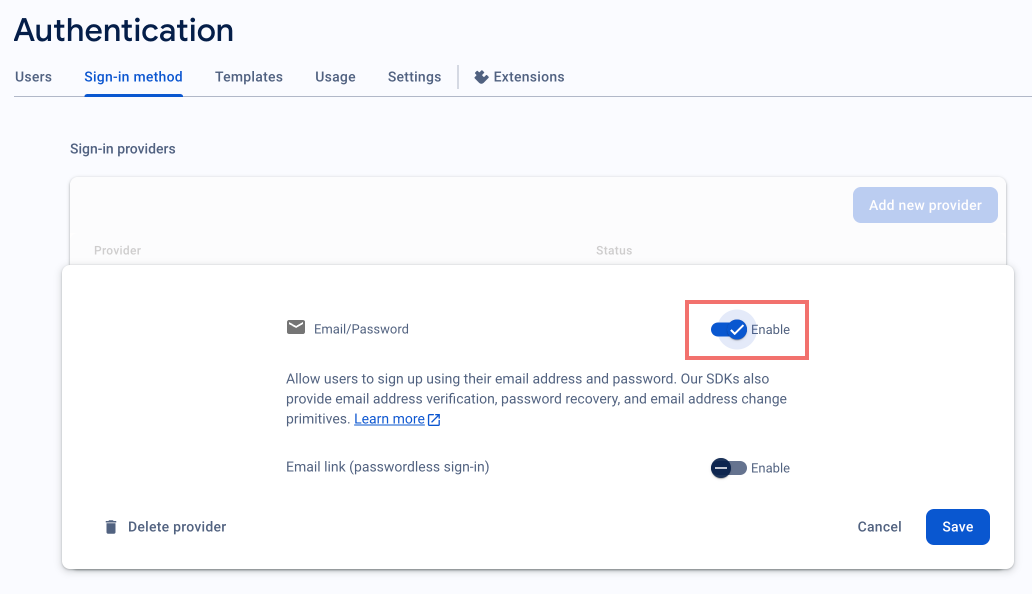 Authentication
Users Sign-in method Templates Usage Settings Extensions
Sign-in providers
Add new provider
Provider Status
Email/Password Enable
Allow users to sign up using their email address and password. Our SDKs also
provide email address verification, password recovery, and email address change
primitives. Learn more
Email link (passwordless sign-in) Enable
Delete provider Cancel Save